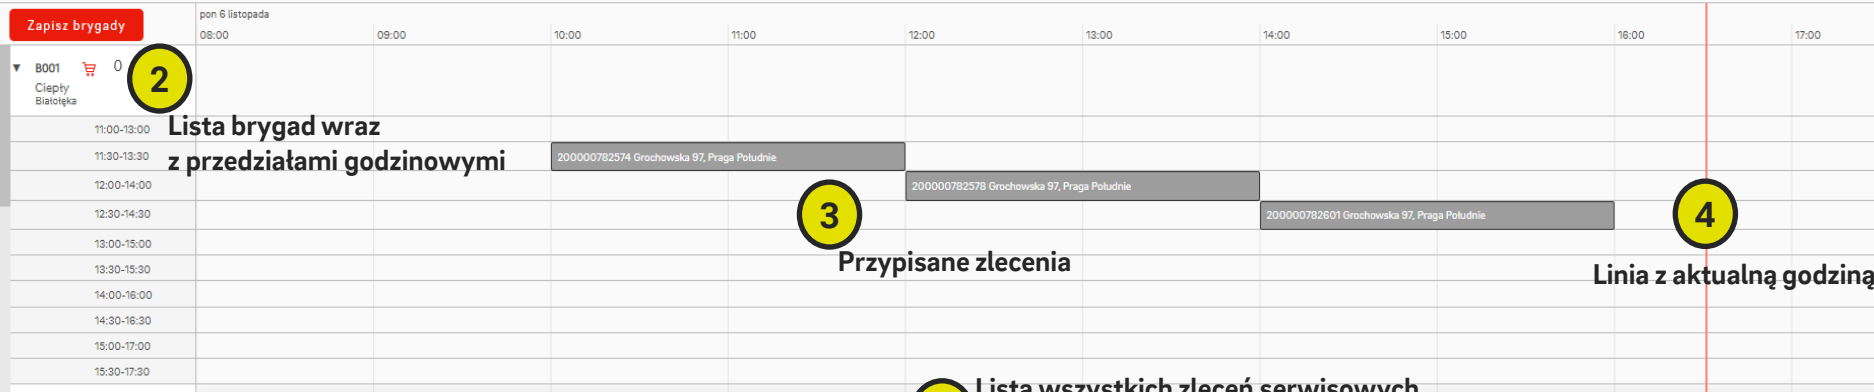 Zapisz brygady
pon 6 listopada
08:00 09:00 10:00 11:00 12:00 13:00 14:00 15:00 16:00 17:00
B001 0
Ciepły
Białołęka
2
Lista brygad wraz
z przedziałami godzinowymi
11:00-13:00
11:30-13:30
200000782574 Grochowska 97, Praga Południe
12:00-14:00
200000782578 Grochowska 97, Praga Południe
12:30-14:30
200000782601 Grochowska 97, Praga Południe
3
Przypisane zlecenia
4
Linia z aktualną godziną
13:00-15:00
13:30-15:30
14:00-16:00
14:30-16:30
15:00-17:00
15:30-17:30
Lista wszystkich zleceń serwisowych